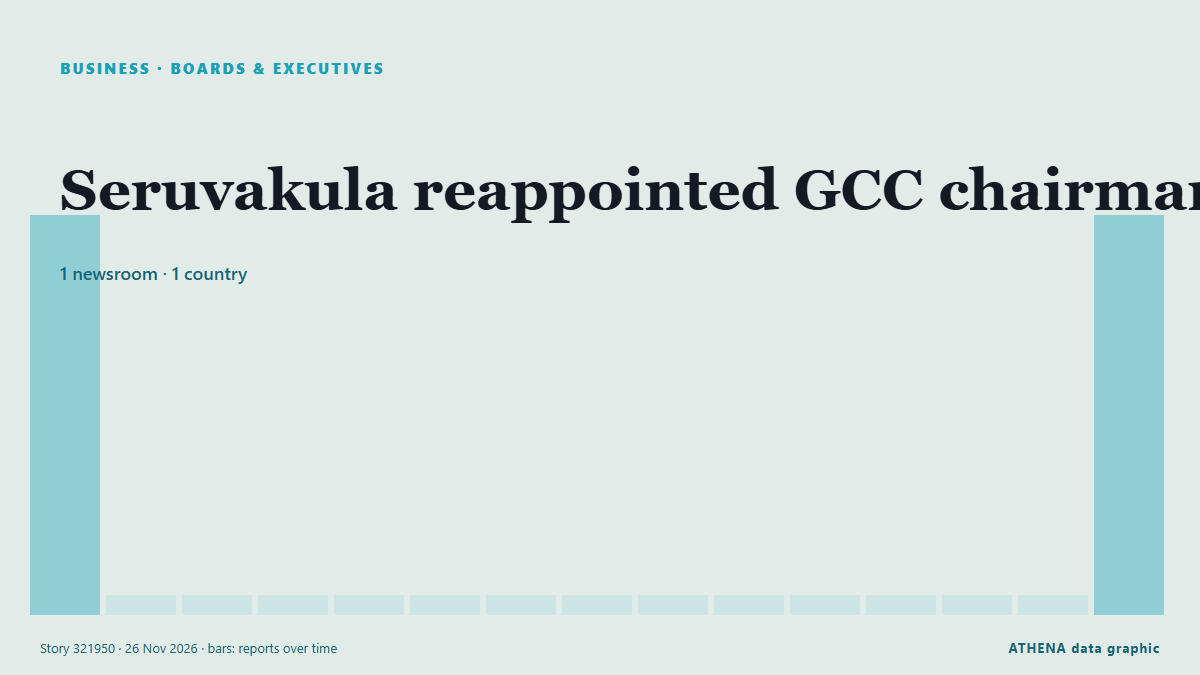 BUSINESS · BOARDS & EXECUTIVES
Seruvakula reappointed GCC chairman
1 newsroom · 1 country
Story 321950 · 26 Nov 2026 · bars: reports over time
ATHENA data graphic